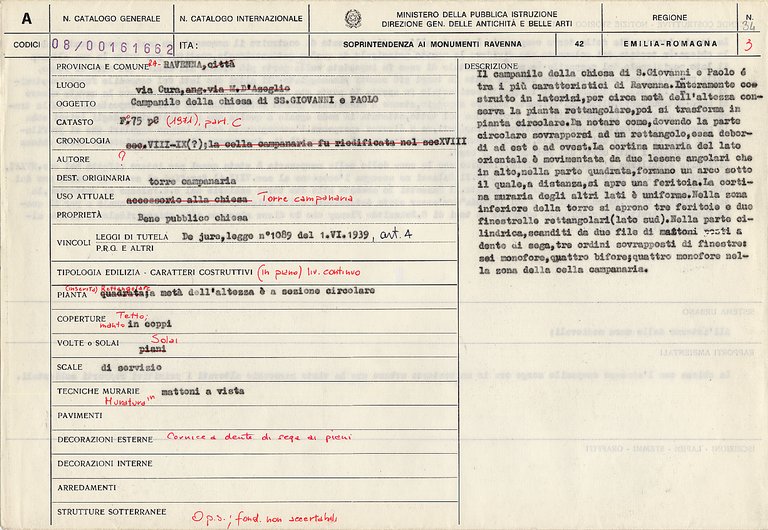 A
N. CATALOGO GENERALE
N. CATALOGO INTERNAZIONALE
MINISTERO DELLA PUBBLICA ISTRUZIONE
DIREZIONE GEN. DELLE ANTICHITÀ E BELLE ARTI
REGIONE
N.
34
CODICI
08/00161662
ITA:
SOPRINTENDENZA AI MONUMENTI RAVENNA
42
EMILIA-ROMAGNA
3
PROVINCIA E COMUNE: RA- RAVENNA, città
LUOGO via Cura, ang. via M. D'Azeglio
OGGETTO Campanile della chiesa di SS.GIOVANNI e PAOLO
CATASTO F.°75 p8 (1971), part. C
CRONOLOGIA sec.VIII-IX(?);la cella campanaria fu riedificata nel secXVIII
AUTORE ?
DEST. ORIGINARIA torre campanaria
USO ATTUALE accessorio alla chiesa Torre campanaria
PROPRIETÀ Bene pubblico chiesa
VINCOLI LEGGI DI TUTELA De jure,legge n°1089 del 1.VI.1939, art. 4
P.R.G. E ALTRI
TIPOLOGIA EDILIZIA - CARATTERI COSTRUTTIVI (in pieno) liv. continuo
(inserito) Rettangolare
PIANTA quadrata;a metà dell'altezza è a sezione circolare
COPERTURE Tetto;
manto in coppi
VOLTE o SOLAI Solai
piani
SCALE di servizio
TECNICHE MURARIE mattoni a vista
Muratura in
PAVIMENTI
DECORAZIONI ESTERNE Cornice a dente di sega ai pieni
DECORAZIONI INTERNE
ARREDAMENTI
STRUTTURE SOTTERRANEE O.p.s.; fond. non accertabili
DESCRIZIONE
Il campanile della chiesa di S.Giovanni e Paolo é
tra i più caratteristici di Ravenna.Interamente co
struito in laterizi,per circa metà dell'altezza con
serva la pianta rettangolare,poi si trasforma in
pianta circolare.Da notare come,dovendo la parte
circolare sovrapporsi ad un rettangolo,essa debor-
di ad est e ad ovest.La cortina muraria del lato
orientale è movimentata da due lesene angolari che
in alto,nella parte quadrata,formano un arco sotto
il quale,a distanza,si apre una feritoia.La corti-
na muraria degli altri lati è uniforme.Nella zona
inferiore della torre si aprono tre feritoie e due
finestrelle rettangolari(lato sud).Nella parte ci-
lindrica,scanditi da due file di mattoni posti a
dente di sega,tre ordini sovrapposti di finestre:
sei monofore,quattro bifore;quattro monofore nel-
la zona della cella campanaria.